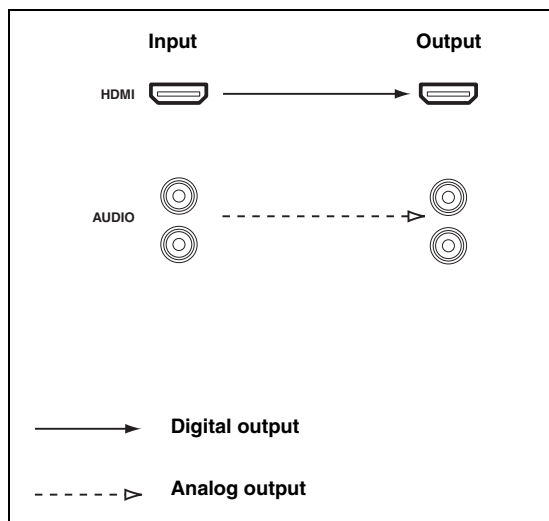 Input Output
HDMI
AUDIO
Digital output
Analog output